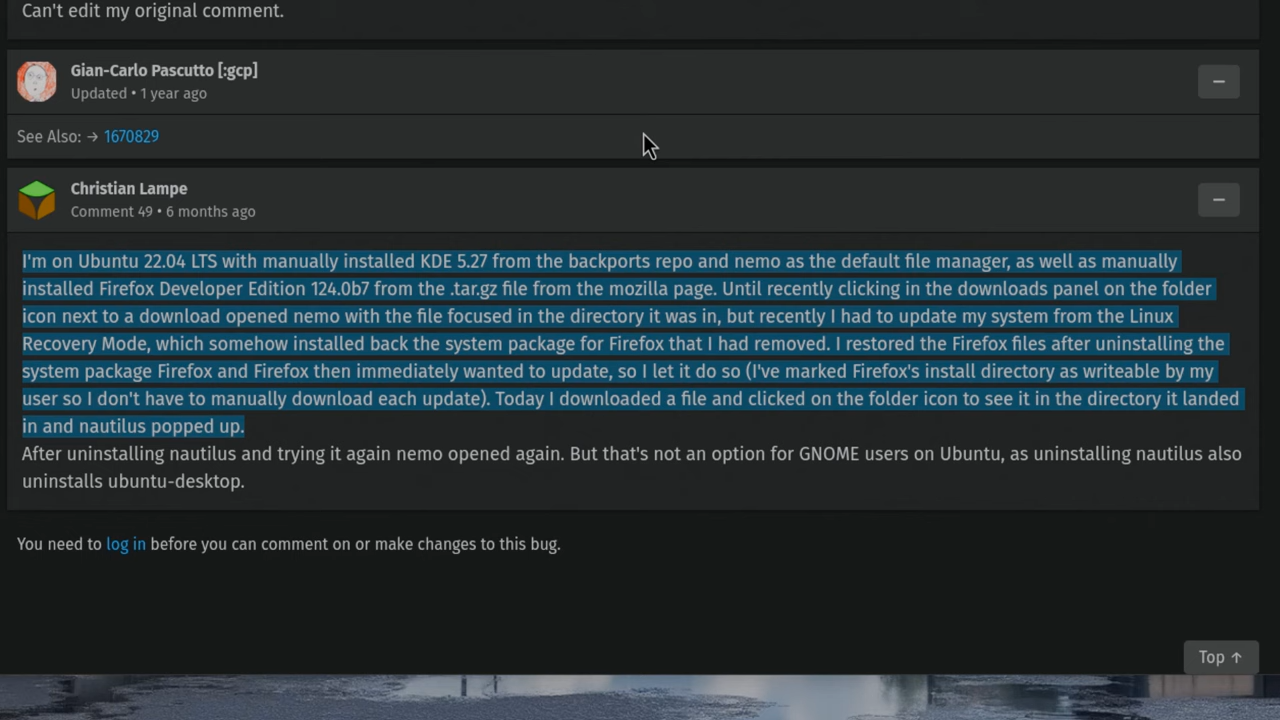 Can't edit my original comment.
Gian-Carlo Pascutto [:gcp]
Updated • 1 year ago
See Also: → 1670829
Christian Lampe
Comment 49 • 6 months ago
I'm on Ubuntu 22.04 LTS with manually installed KDE 5.27 from the backports repo and nemo as the default file manager, as well as manually
installed Firefox Developer Edition 124.0b7 from the .tar.gz file from the mozilla page. Until recently clicking in the downloads panel on the folder
icon next to a download opened nemo with the file focused in the directory it was in, but recently I had to update my system from the Linux
Recovery Mode, which somehow installed back the system package for Firefox that I had removed. I restored the Firefox files after uninstalling the
system package Firefox and Firefox then immediately wanted to update, so I let it do so (I've marked Firefox's install directory as writeable by my
user so I don't have to manually download each update). Today I downloaded a file and clicked on the folder icon to see it in the directory it landed
in and nautilus popped up.
After uninstalling nautilus and trying it again nemo opened again. But that's not an option for GNOME users on Ubuntu, as uninstalling nautilus also
uninstalls ubuntu-desktop.
You need to log in before you can comment on or make changes to this bug.
Top ↑